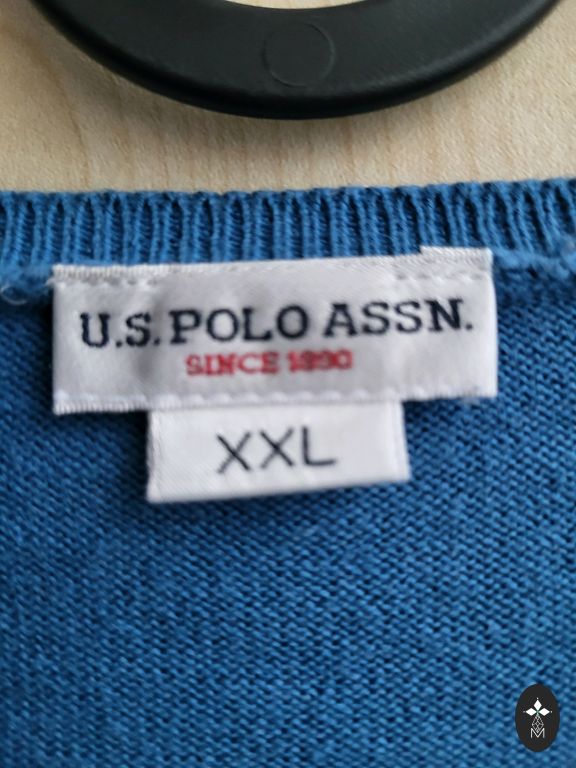 U.S. POLO ASSN.
SINCE 1890
XXL
M